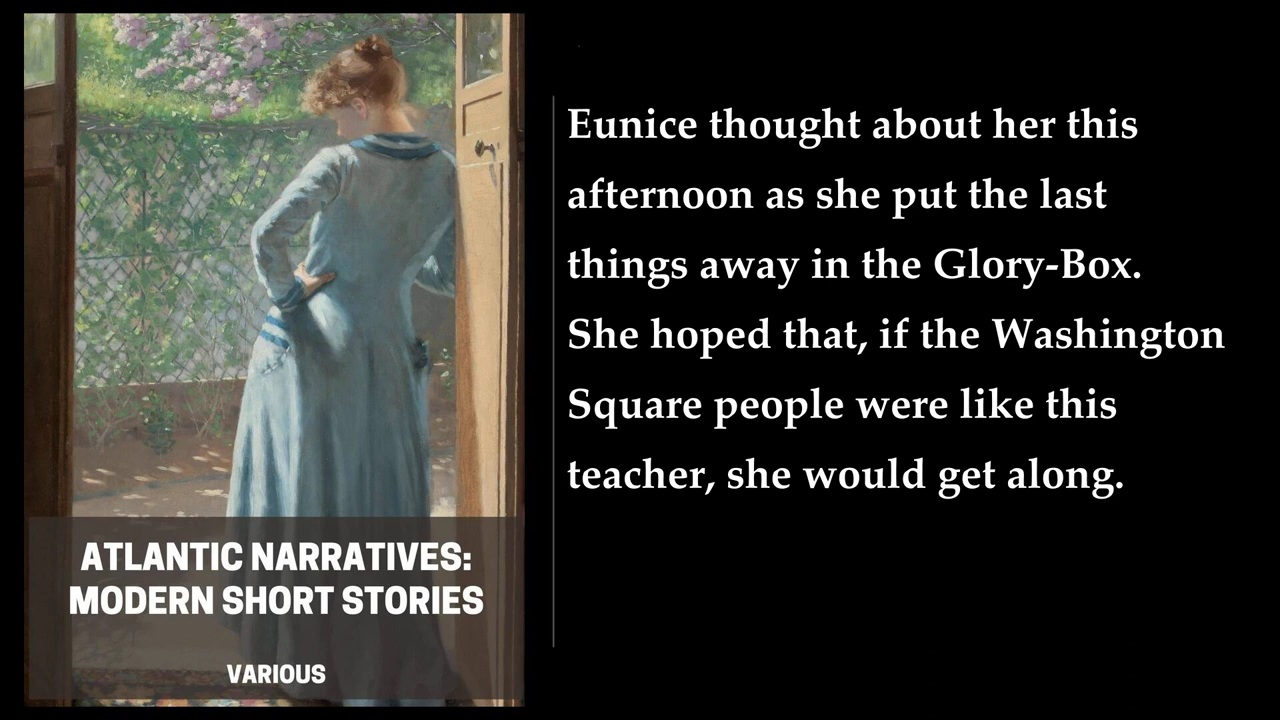 ATLANTIC NARRATIVES:
MODERN SHORT STORIES
VARIOUS
Eunice thought about her this
afternoon as she put the last
things away in the Glory-Box.
She hoped that, if the Washington
Square people were like this
teacher, she would get along.